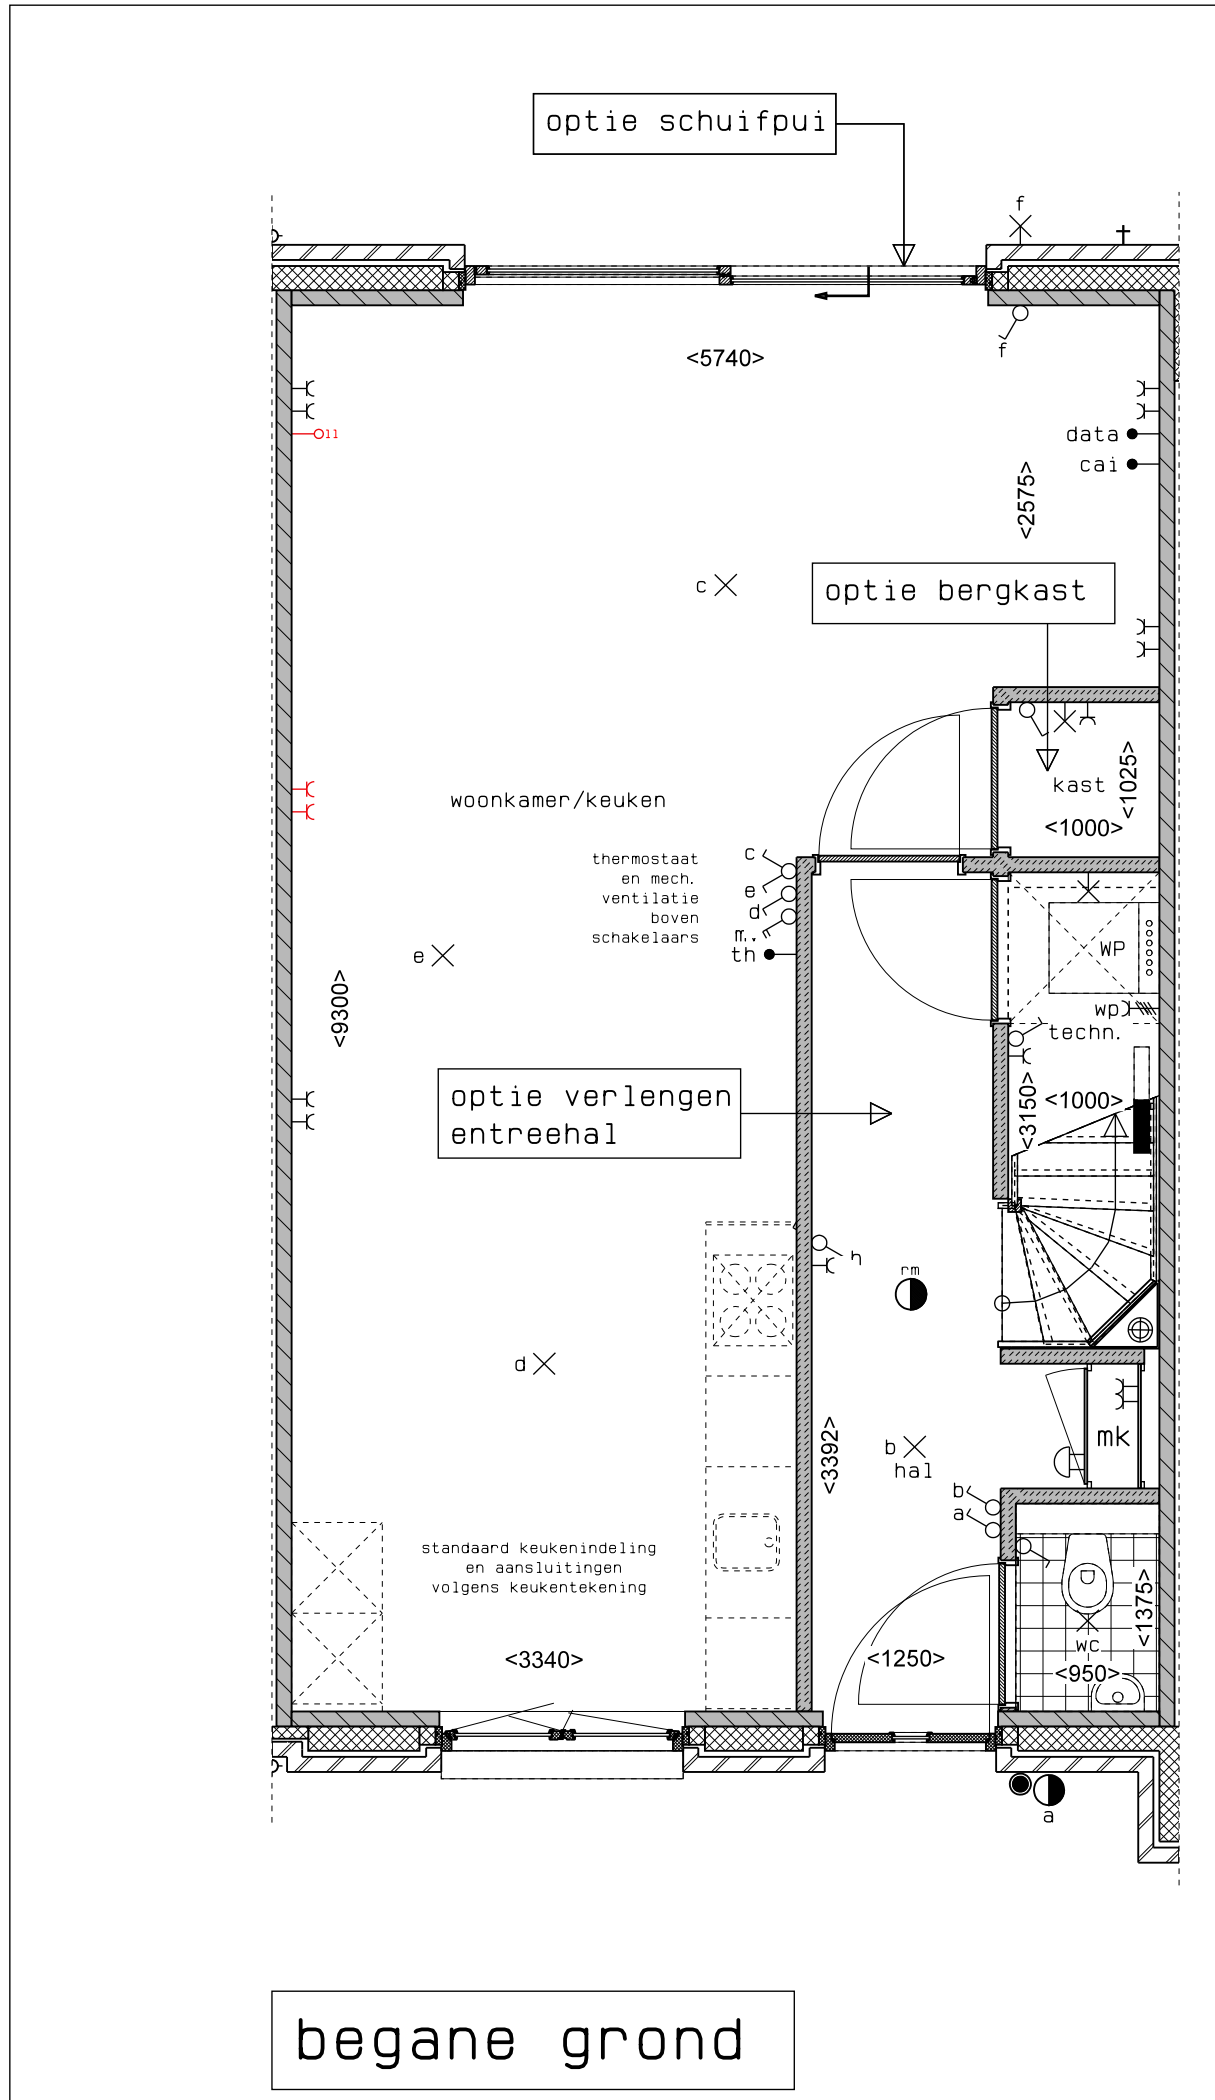 optie schuifpui
f
f
<5740>
11
data
cai
<2575>
c
optie bergkast
kast
<1025>
<1000>
woonkamer/keuken
thermostaat
en mech.
ventilatie
boven
schakelaars
c
e
d
th
WP
wp
techn.
e
<9300>
<1000>
<3150>
optie verlengen
entreehal
h
rm
d
<3392>
b
hal
mk
b
a
standaard keukenindeling
en aansluitingen
volgens keukentekening
<1375>
wc
<950>
<3340>
<1250>
a
begane grond